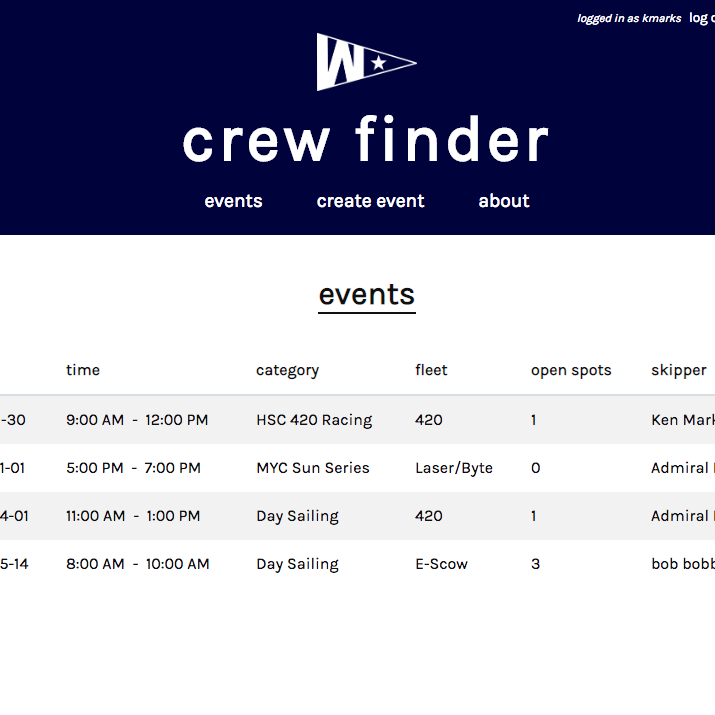 logged in as kmarks log
W
crew finder
events create event about
events
time category fleet open spots skipper
-30 9:00 AM - 12:00 PM HSC 420 Racing 420 1 Ken
1-01 5:00 PM - 7:00 PM MYC Sun Series Laser/Byte 0 Admiral
4-01 11:00 AM - 1:00 PM Day Sailing 420 1 Admiral
5-14 8:00 AM - 10:00 AM Day Sailing E-Scow 3 bob